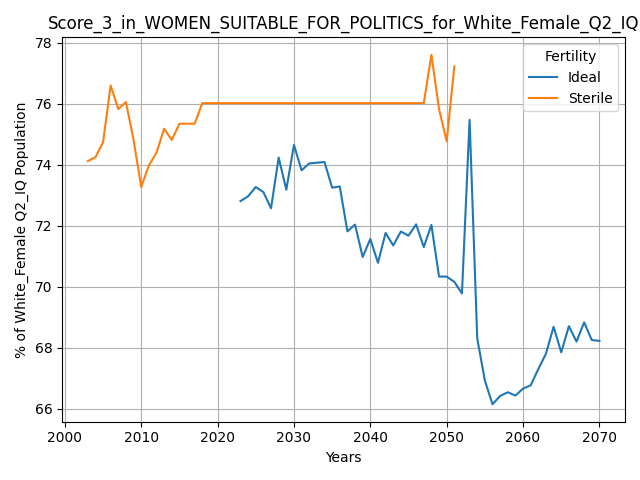 Score_3_in_WOMEN_SUITABLE_FOR_POLITICS_for_White_Female_Q2_IQ
% of White_Female Q2_IQ Population
78
76
74
72
70
68
66
Fertility
Ideal
Sterile
2000 2010 2020 2030 2040 2050 2060 2070
Years